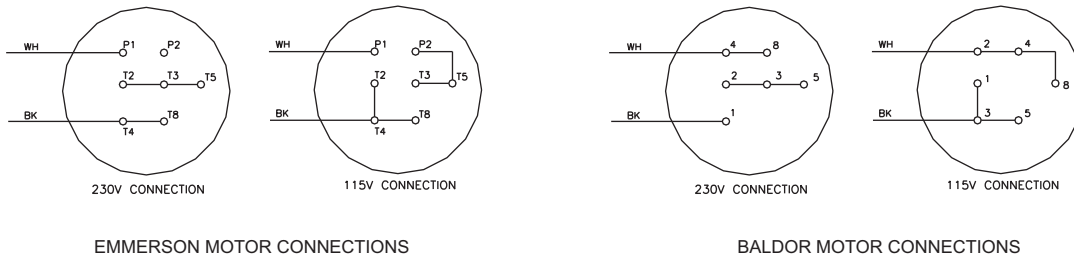 WH P1 P2
T2 T3 T5
BK T4 T8
230V CONNECTION
WH P1 P2
T2 T3 T5
BK T4 T8
115V CONNECTION
EMMERSON MOTOR CONNECTIONS
WH 4 8
2 3 5
BK 1
230V CONNECTION
WH 2 4
1 8
BK 3 5
115V CONNECTION
BALDOR MOTOR CONNECTIONS